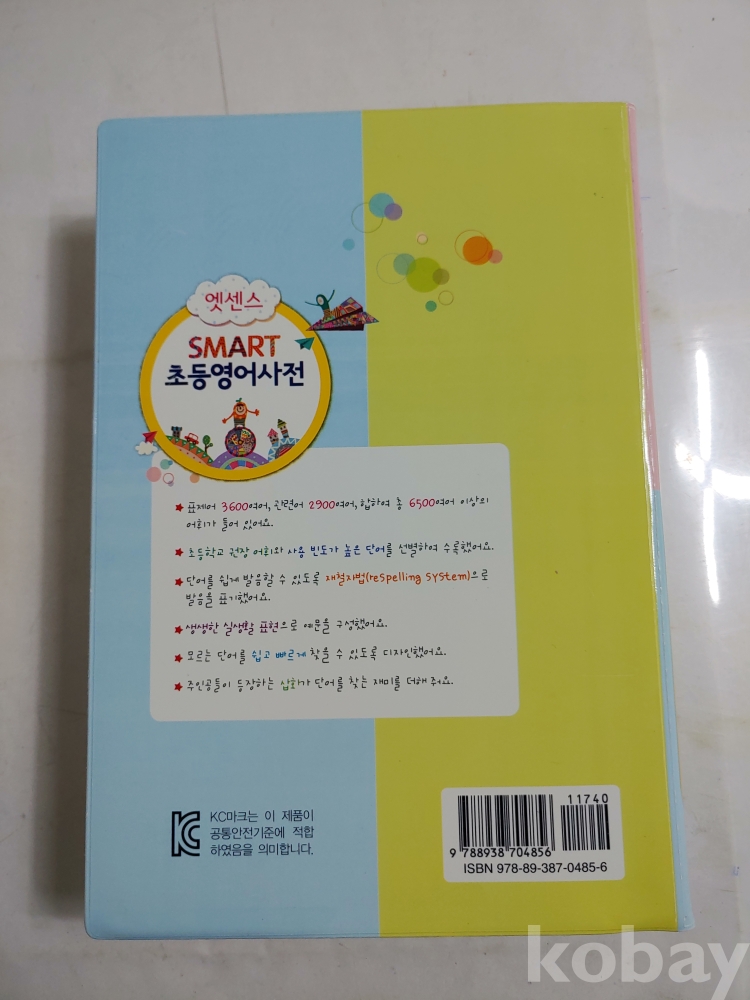 엣센스
SMART
초등영어사전
표제어 3600여어, 관련어 2900여어, 합하여 총 6500여어 이상의
어휘가 들어 있어요.
초등학교 권장 어휘와 사용 빈도가 높은 단어를 선별하여 수록했어요.
단어를 쉽게 발음할 수 있도록 재철자법(reSpelling SyStem)으로
발음을 표기했어요.
생생한 실생활 표현으로 예문을 구성했어요.
모르는 단어를 쉽고 빠르게 찾을 수 있도록 디자인했어요.
주인공들이 등장하는 삽화가 단어를 찾는 재미를 더해 줘요.
KC마크는 이 제품이
공통안전기준에 적합
하였음을 의미합니다.
11740
9 788938 704856
ISBN 978-89-387-0485-6
kobay